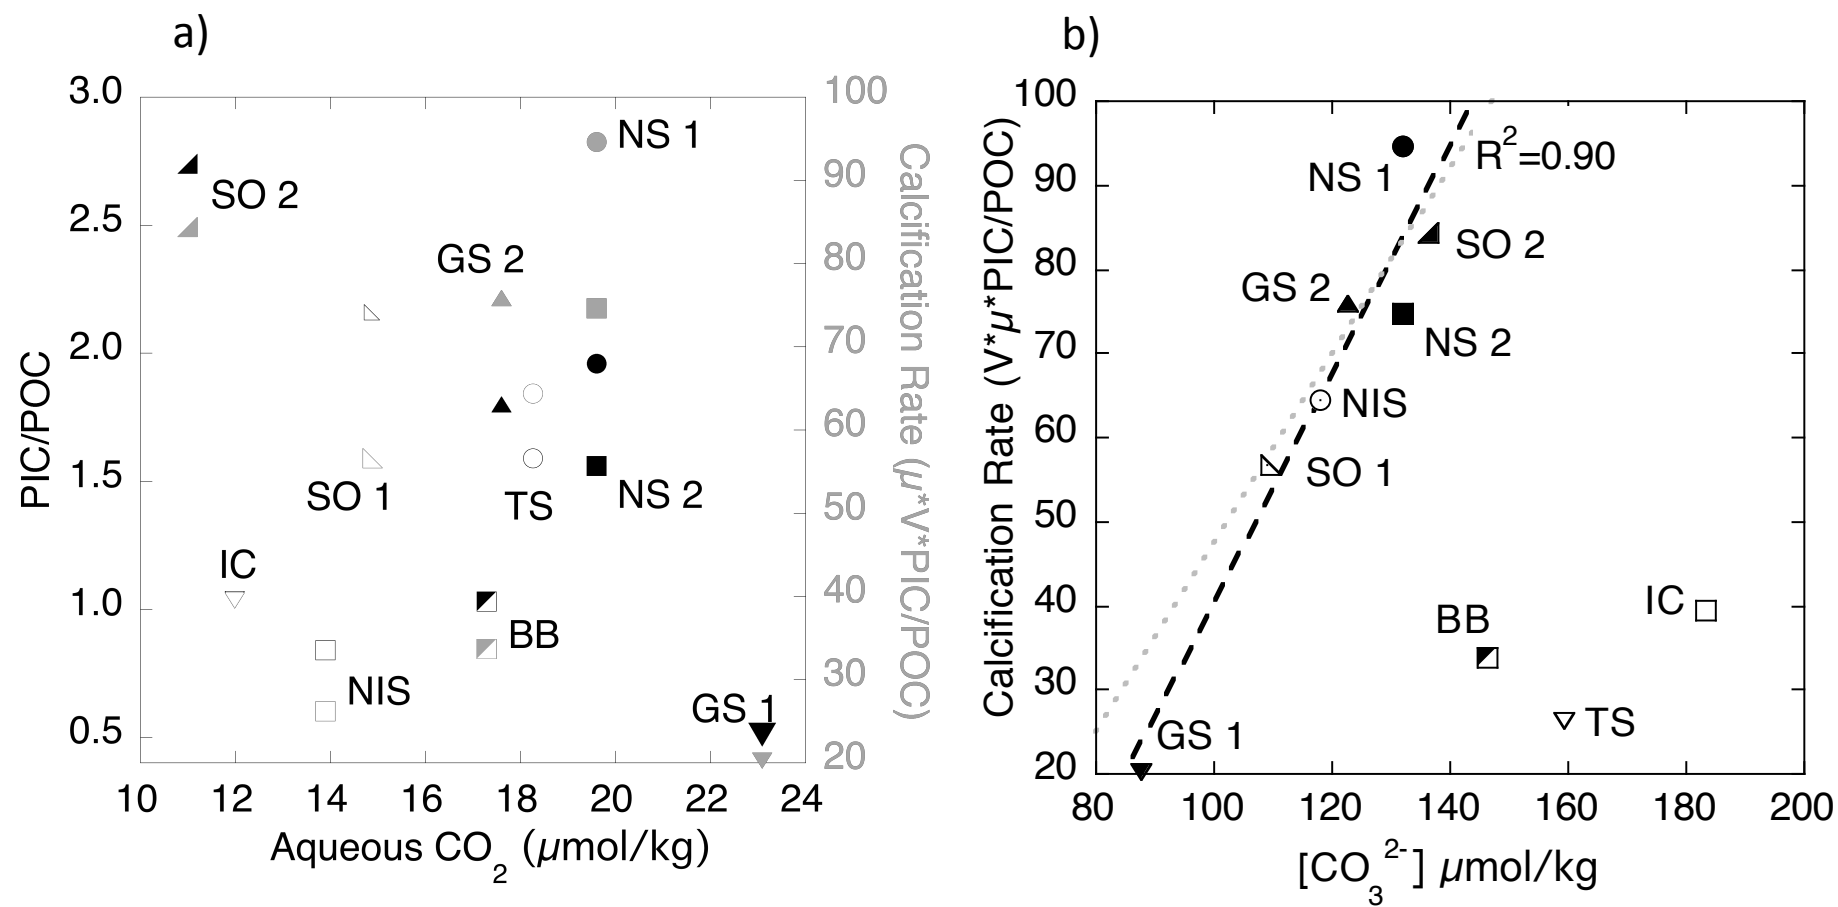 a)
3.0
2.5
2.0
1.5
1.0
0.5
PIC/POC
100
90
80
70
60
50
40
30
20
Calcification Rate (µ*V*PIC/POC)
NS 1
SO 2
GS 2
SO 1
TS
NS 2
IC
BB
NIS
GS 1
10 12 14 16 18 20 22 24
Aqueous CO2 (µmol/kg)
b)
100
90
80
70
60
50
40
30
20
Calcification Rate (V*µ*PIC/POC)
R2=0.90
NS 1
SO 2
GS 2
NS 2
NIS
SO 1
IC
BB
TS
GS 1
80 100 120 140 160 180 200
[CO3 2-] µmol/kg